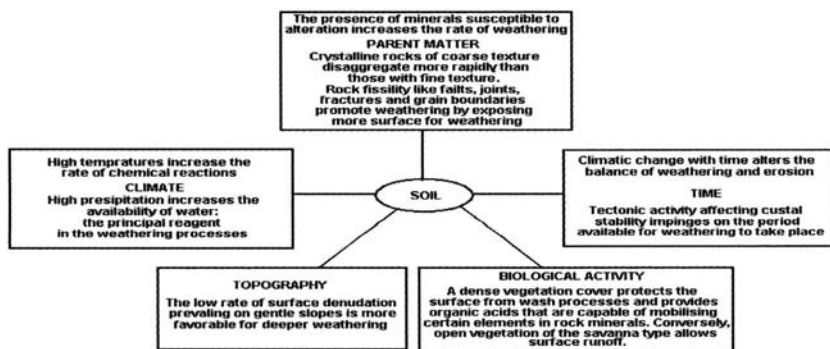 The presence of minerals susceptible to
alteration increases the rate of weathering
PARENT MATTER
Crystalline rocks of coarse texture
disaggregate more rapidly than
those with fine texture.
Rock fissility like failts, joints,
fractures and grain boundaries
promote weathering by exposing
more surface for weathering
High tempratures increase the
rate of chemical reactions
CLIMATE
High presipitation increases the
availability of water:
the principal reagent
in the weathering processes
SOIL
Climatic change with time alters the
balance of weathering and erosion
TIME
Tectonic activity affecting custal
stability impinges on the period
available for weathering to take place
TOPOGRAPHY
The low rate of surface denudation
prevaling on gentle slopes is more
favorable for deeper weathering
BIOLOGICAL ACTIVITY
A dense vegetation cover protects the
surface from wash processes and provides
organic acids that are capable of mobilising
certain elements in rock minerals. Conversely,
open vegetation of the savanna type allows
surface runoff.